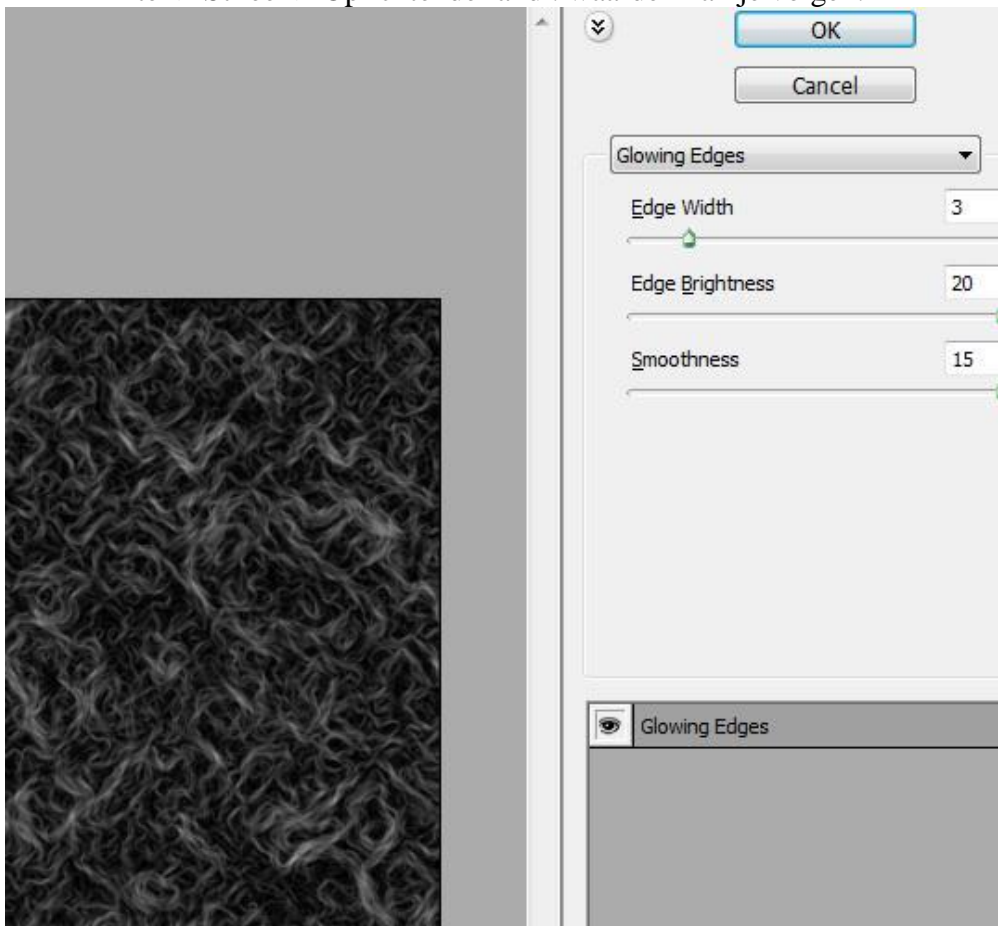 OK
Cancel
Glowing Edges
Edge Width 3
Edge Brightness 20
Smoothness 15
Glowing Edges